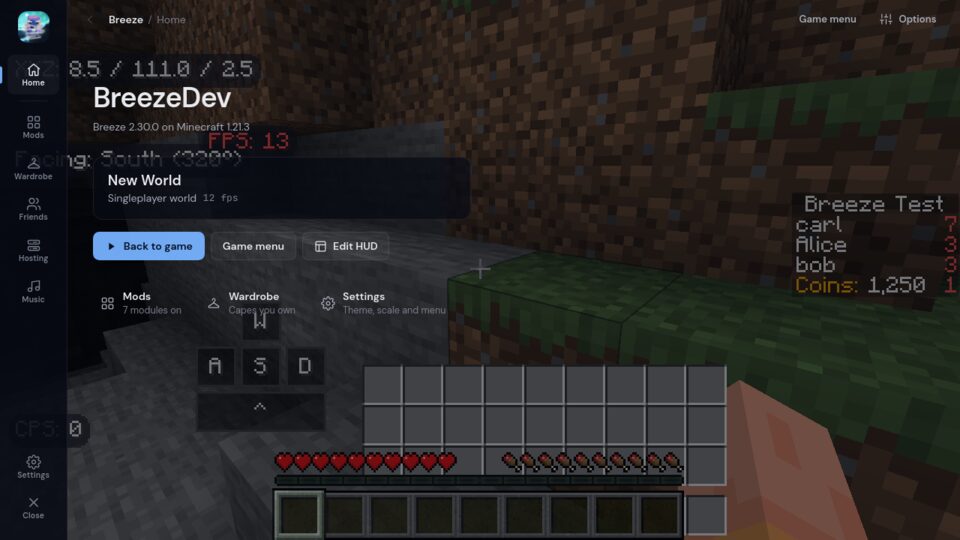 Breeze / Home
Game menu
Options
Home
XYZ: 8.5 / 111.0 / 2.5
BreezeDev
Breeze 2.30.0 on Minecraft 1.21.3
FPS: 13
Mods
Facing: South (320°)
Wardrobe
New World
Singleplayer world 12 fps
Friends
Breeze Test
carl 7
Alice 3
bob 3
Coins: 1,250 1
Hosting
Back to game
Game menu
Edit HUD
Music
Mods
7 modules on
Wardrobe
Capes you own
Settings
Theme, scale and menu
W
A S D
^
CPS: 0
Settings
Close